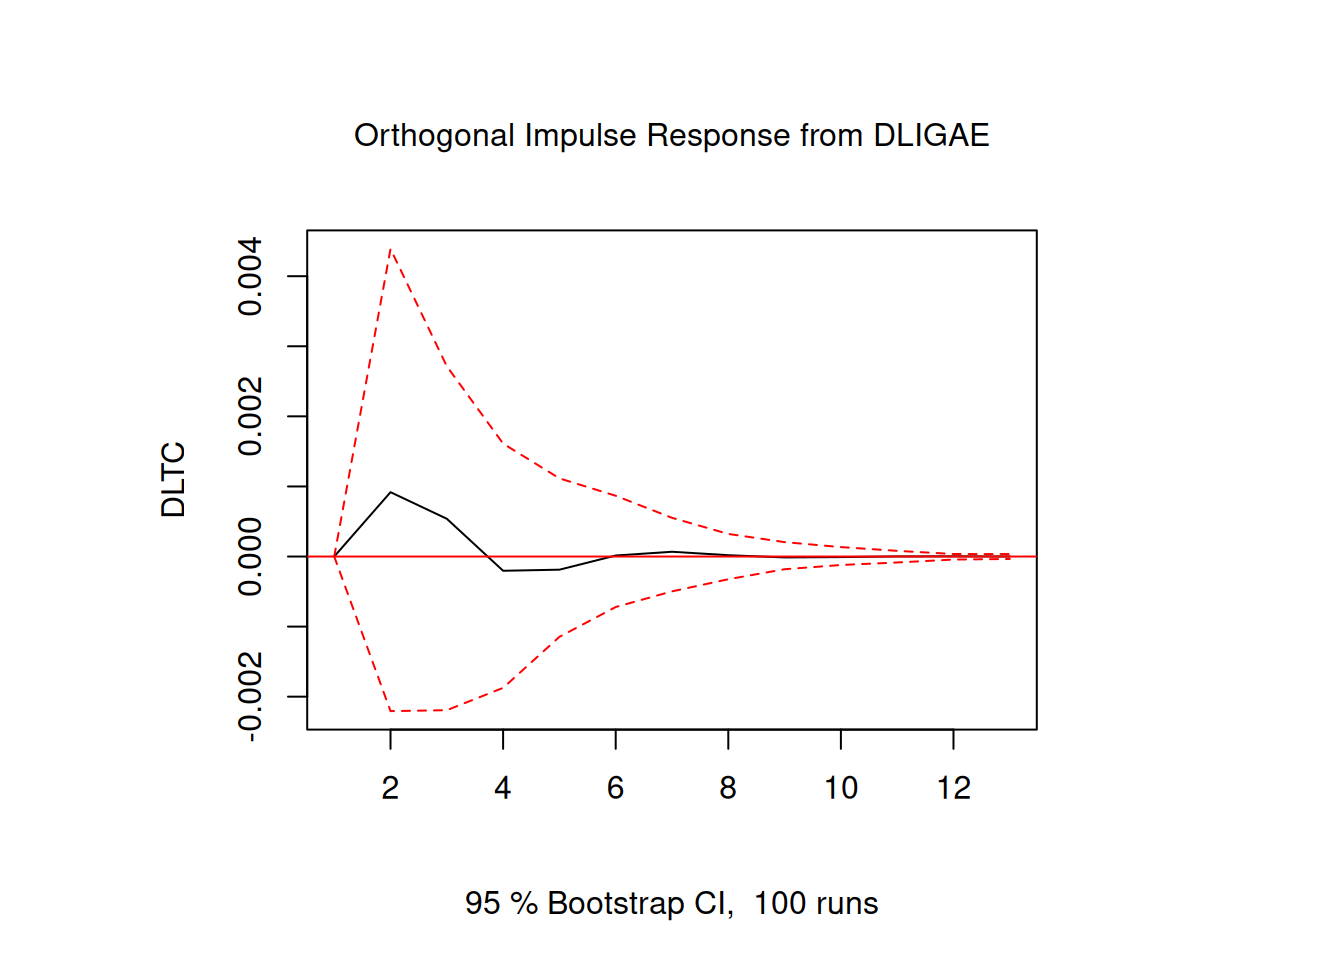 Orthogonal Impulse Response from DLIGAE
0.004
0.002
0.000
-0.002
DLTC
2 4 6 8 10 12
95 % Bootstrap CI,  100 runs